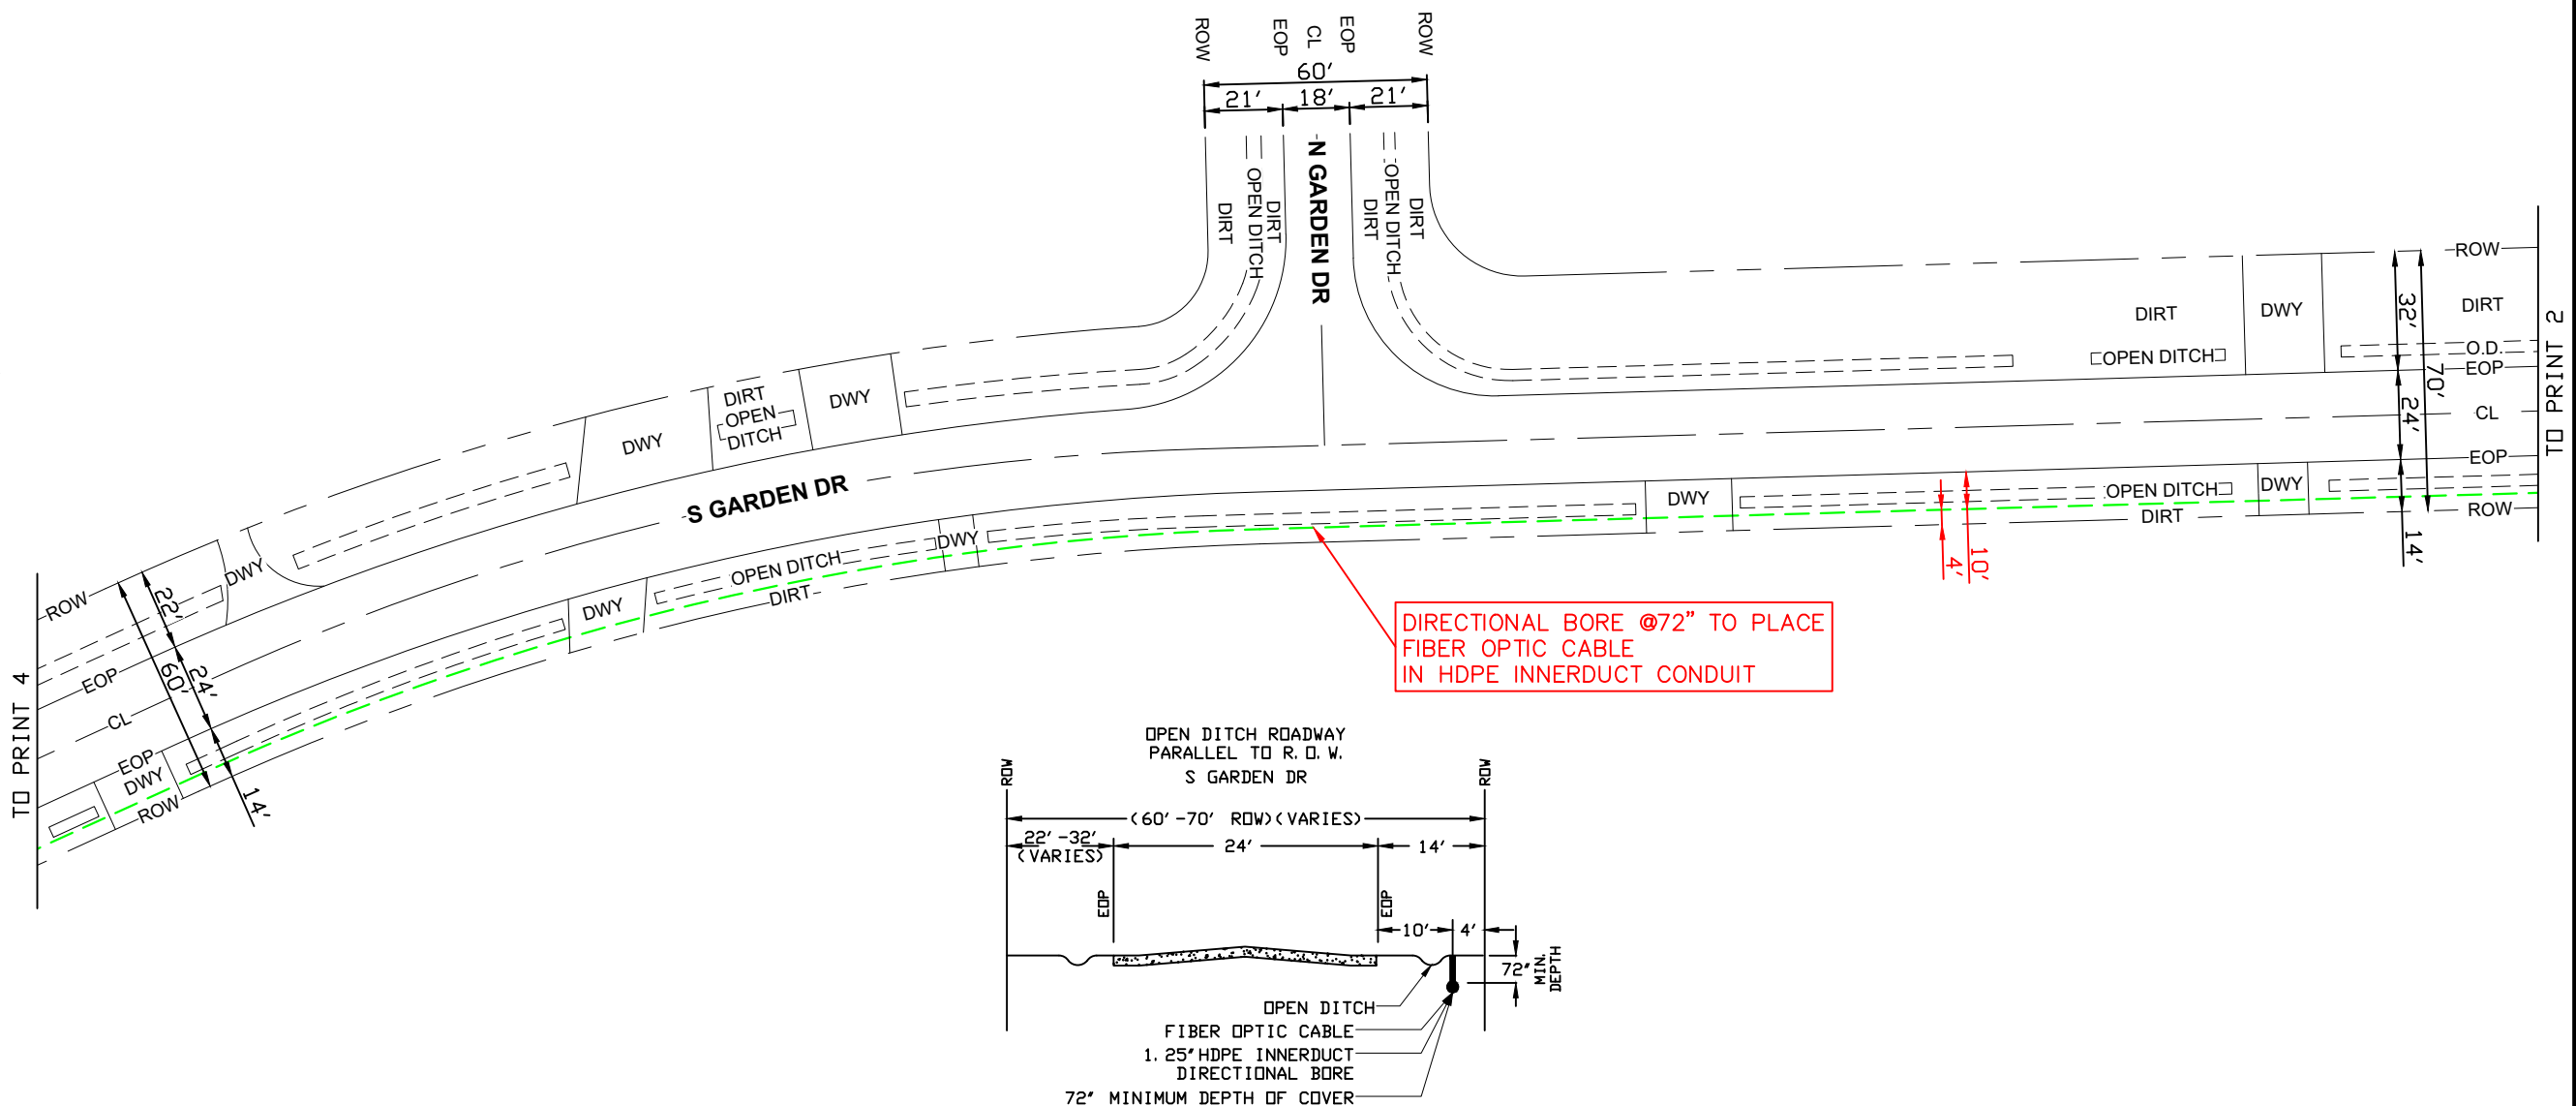 ROW
EOP
CL
EOP
ROW
60'
21'
18'
21'
DIRT
OPEN DITCH
DIRT
N GARDEN DR
DIRT
OPEN DITCH
DIRT
ROW
DIRT
DWY
DIRT
OPEN DITCH
O.D.
EOP
CL
EOP
ROW
32'
70'
24'
14'
TO PRINT 2
OPEN DITCH
DWY
DIRT
DWY
10'
4'
DIRT
OPEN
DITCH
DWY
DWY
S GARDEN DR
DWY
OPEN DITCH
DIRT
DWY
DWY
ROW
22'
24'
60'
14'
EOP
CL
EOP
DWY
ROW
TO PRINT 4
DIRECTIONAL BORE @72" TO PLACE
FIBER OPTIC CABLE
IN HDPE INNERDUCT CONDUIT
OPEN DITCH ROADWAY
PARALLEL TO R.O.W.
S GARDEN DR
ROW
ROW
(60'-70' ROW)(VARIES)
22'-32'
(VARIES)
24'
14'
EOP
EOP
10'
4'
72"
MIN.
DEPTH
OPEN DITCH
FIBER OPTIC CABLE
1.25"HDPE INNERDUCT
DIRECTIONAL BORE
72" MINIMUM DEPTH OF COVER